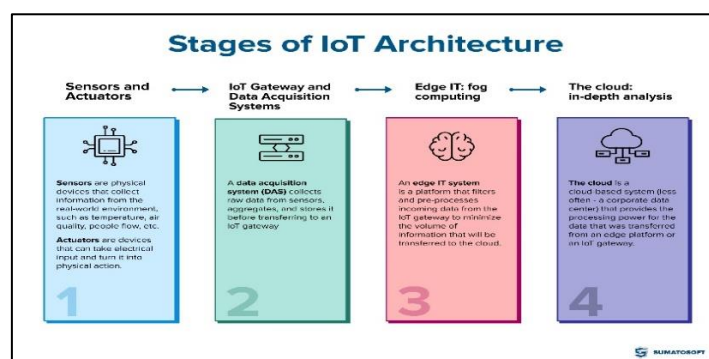 Stages of IoT Architecture
Sensors and
Actuators
IoT Gateway and
Data Acquisition
Systems
Edge IT: fog
computing
The cloud:
in-depth analysis
Sensors are physical
devices that collect
information from the
real-world environment,
such as temperature, air
quality, people flow, etc.
Actuators are devices
that can take electrical
input and turn it into
physical action.
1
A data acquisition
system (DAS) collects
raw data from sensors,
aggregates, and stores it
before transferring to an
IoT gateway
2
An edge IT system
is a platform that filters
and pre-processes
incoming data from the
IoT gateway to minimize
the volume of
information that will be
transferred to the cloud.
3
The cloud is a
cloud-based system (less
often - a corporate data
center) that provides the
processing power for the
data that was transferred
from an edge platform or
an IoT gateway.
4
SUMATOSOFT